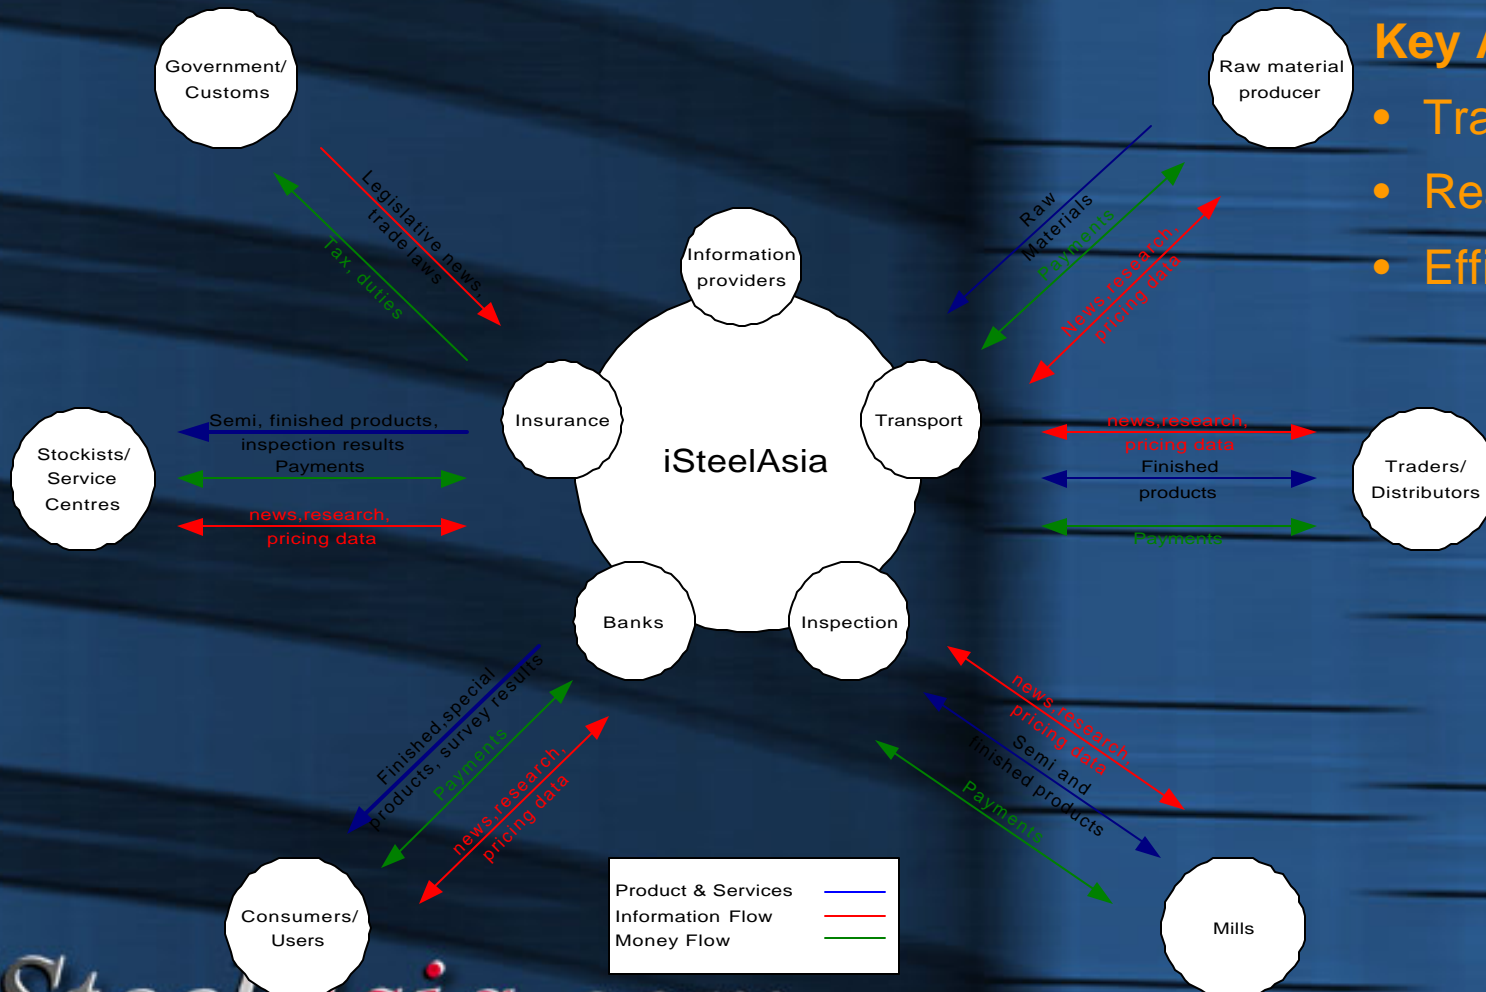 Government/
Customs
Raw material
producer
Key
Legislative news,
trade laws
Tax, duties
Raw
Materials
Payments
News,research,
pricing data
Information
providers
Insurance
Transport
iSteelAsia
Banks
Inspection
Stockists/
Service
Centres
Semi, finished products,
inspection results
Payments
news,research,
pricing data
news,research,
pricing data
Finished
products
Payments
Traders/
Distributors
Finished,special
products, survey results
Payments
news,research,
pricing data
news,research,
pricing data
Semi and
finished products
Payments
Consumers/
Users
Mills
Product & Services
Information Flow
Money Flow